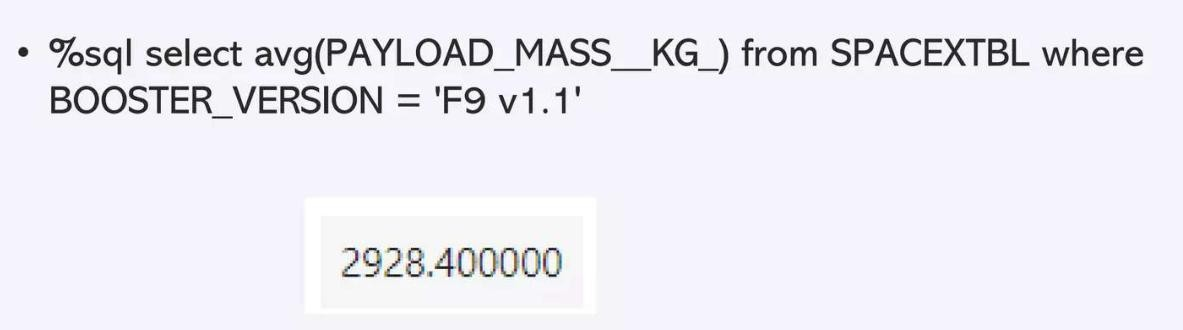 • %sql select avg(PAYLOAD_MASS__KG_) from SPACEXTBL where
BOOSTER_VERSION = 'F9 v1.1'
2928.400000